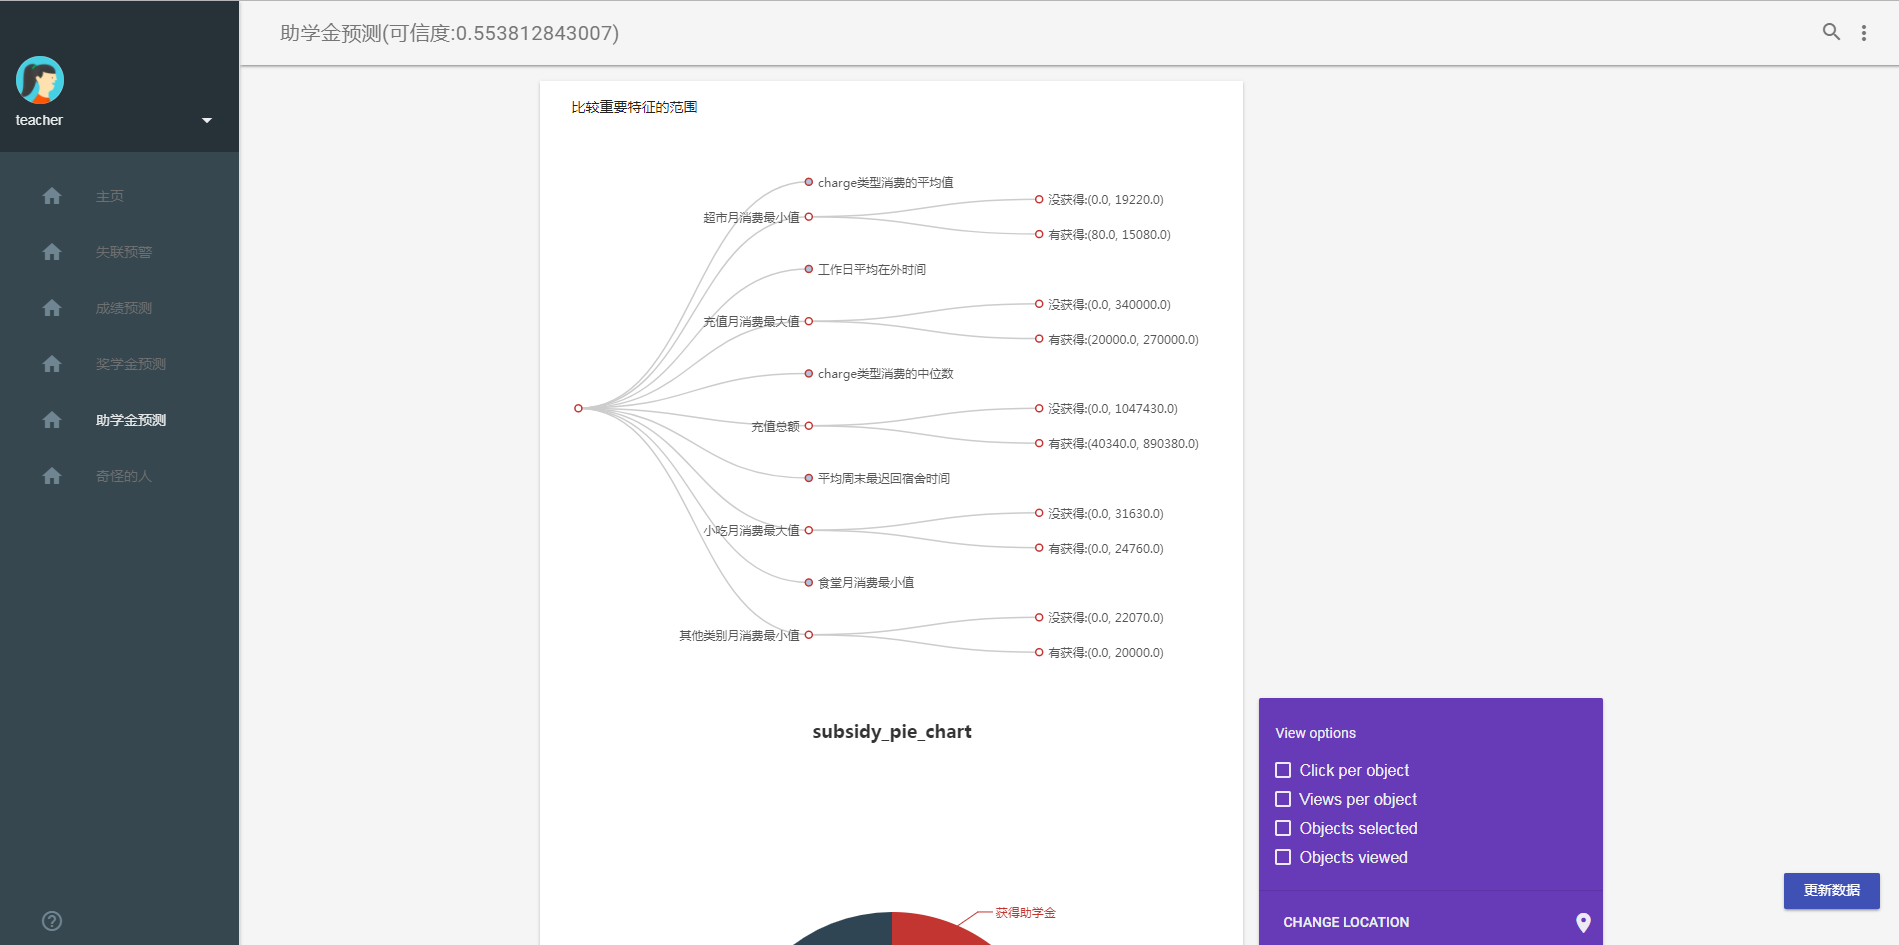 助学金预测(可信度:0.553812843007)
teacher
主页
失联预警
成绩预测
奖学金预测
助学金预测
奇怪的人
比较重要特征的范围
charge类型消费的平均值
超市月消费最小值
没获得:(0.0, 19220.0)
有获得:(80.0, 15080.0)
工作日平均在外时间
充值月消费最大值
没获得:(0.0, 340000.0)
有获得:(20000.0, 270000.0)
charge类型消费的中位数
充值总额
没获得:(0.0, 1047430.0)
有获得:(40340.0, 890380.0)
平均周末最迟回宿舍时间
小吃月消费最大值
没获得:(0.0, 31630.0)
有获得:(0.0, 24760.0)
食堂月消费最小值
其他类别月消费最小值
没获得:(0.0, 22070.0)
有获得:(0.0, 20000.0)
subsidy_pie_chart
获得助学金
View options
Click per object
Views per object
Objects selected
Objects viewed
CHANGE LOCATION
更新数据